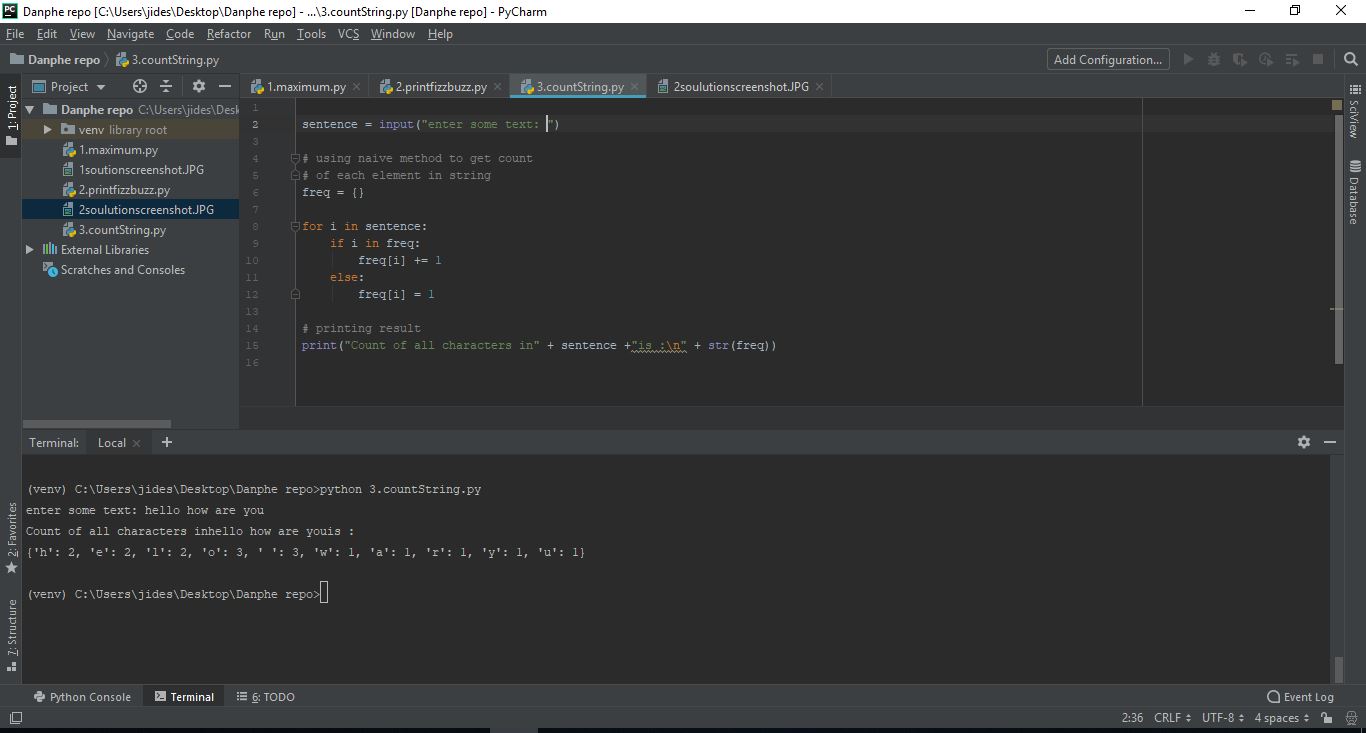 PC Danphe repo [C:\Users\jides\Desktop\Danphe repo] - ...\3.countString.py [Danphe repo] - PyCharm
File Edit View Navigate Code Refactor Run Tools VCS Window Help
Danphe repo 3.countString.py Add Configuration...
Project 1.maximum.py 2.printfizzbuzz.py 3.countString.py 2soulutionscreenshot.JPG
1: Project
Danphe repo C:\Users\jides\Desk
venv library root
1.maximum.py
1soutionscreenshot.JPG
2.printfizzbuzz.py
2soulutionscreenshot.JPG
3.countString.py
External Libraries
Scratches and Consoles
1
2 sentence = input("enter some text: ")
3
4 # using naive method to get count
5 # of each element in string
6 freq = {}
7
8 for i in sentence:
9 if i in freq:
10 freq[i] += 1
11 else:
12 freq[i] = 1
13
14 # printing result
15 print("Count of all characters in" + sentence +"is :\n" + str(freq))
16
SciView
Database
Terminal: Local +
(venv) C:\Users\jides\Desktop\Danphe repo>python 3.countString.py
enter some text: hello how are you
Count of all characters inhello how are youis :
{'h': 2, 'e': 2, 'l': 2, 'o': 3, ' ': 3, 'w': 1, 'a': 1, 'r': 1, 'y': 1, 'u': 1}
(venv) C:\Users\jides\Desktop\Danphe repo>
2: Favorites
7: Structure
Python Console Terminal 6: TODO Event Log
2:36 CRLF UTF-8 4 spaces